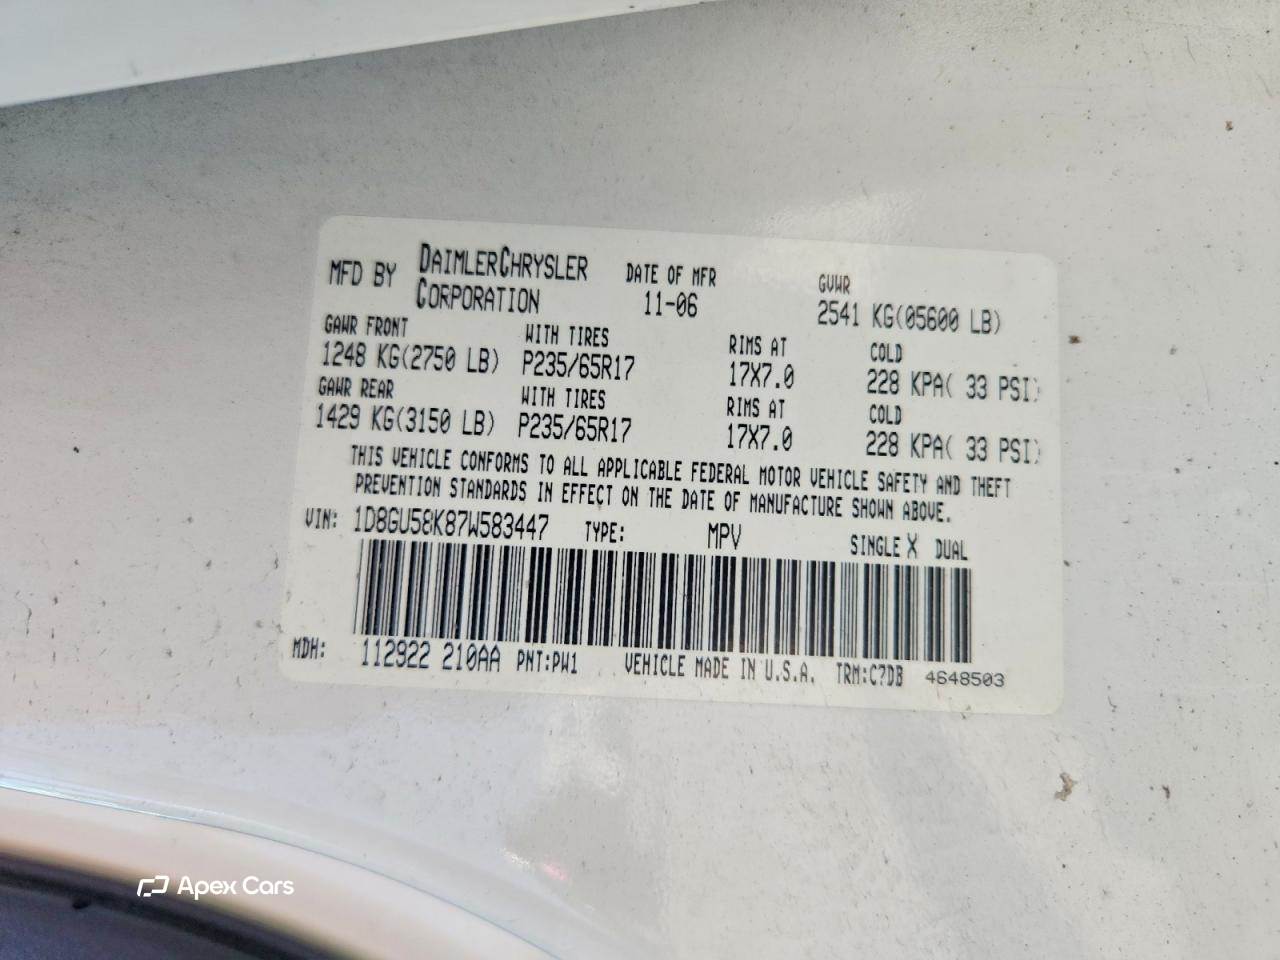 MFD BY DAIMLERCHRYSLER CORPORATION DATE OF MFR 11-06 GVWR 2541 KG(05600 LB)
GAWR FRONT WITH TIRES RIMS AT COLD
1248 KG(2750 LB) P235/65R17 17X7.0 228 KPA( 33 PSI)
GAWR REAR WITH TIRES RIMS AT COLD
1429 KG(3150 LB) P235/65R17 17X7.0 228 KPA( 33 PSI)
THIS VEHICLE CONFORMS TO ALL APPLICABLE FEDERAL MOTOR VEHICLE SAFETY AND THEFT
PREVENTION STANDARDS IN EFFECT ON THE DATE OF MANUFACTURE SHOWN ABOVE.
VIN: 1D8GU58K87W583447 TYPE: MPV SINGLE X DUAL
MDH: 112922 210AA PNT:PW1 VEHICLE MADE IN U.S.A. TRM:C7DB 4648503
Apex Cars